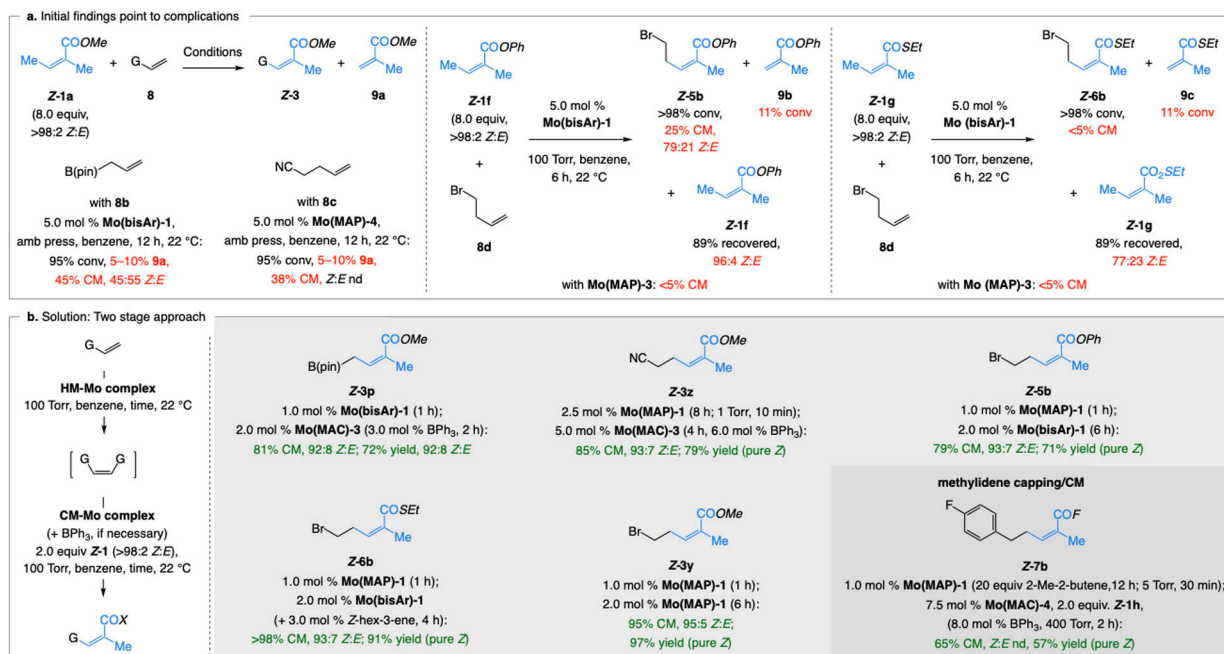 a. Initial findings point to complications
COOMe
Me
Me
+
G
Conditions
COOMe
G
Me
+
COOMe
Me
Z-1a
8
Z-3
9a
(8.0 equiv,
>98:2 Z:E)
B(pin)
NC
with 8b
5.0 mol % Mo(bisAr)-1,
amb press, benzene, 12 h, 22 °C:
95% conv, 5–10% 9a,
45% CM, 45:55 Z:E
with 8c
5.0 mol % Mo(MAP)-4,
amb press, benzene, 12 h, 22 °C:
95% conv, 5–10% 9a,
38% CM, Z:E nd
COOPh
Me
Me
Z-1f
(8.0 equiv,
>98:2 Z:E)
+
Br
8d
5.0 mol %
Mo(bisAr)-1
100 Torr, benzene,
6 h, 22 °C
Br
COOPh
Me
+
COOPh
Me
Z-5b
>98% conv,
25% CM,
79:21 Z:E
9b
11% conv
+
COOPh
Me
Me
Z-1f
89% recovered,
96:4 Z:E
with Mo(MAP)-3: <5% CM
COSEt
Me
Me
Z-1g
(8.0 equiv,
>98:2 Z:E)
+
Br
8d
5.0 mol %
Mo (bisAr)-1
100 Torr, benzene,
6 h, 22 °C
Br
COSEt
Me
+
COSEt
Me
Z-6b
>98% conv,
<5% CM
9c
11% conv
+
CO2SEt
Me
Me
Z-1g
89% recovered,
77:23 Z:E
with Mo (MAP)-3: <5% CM
b. Solution: Two stage approach
G
HM-Mo complex
100 Torr, benzene, time, 22 °C
G
G
CM-Mo complex
(+ BPh3, if necessary)
2.0 equiv Z-1 (>98:2 Z:E),
100 Torr, benzene, time, 22 °C
COX
G
Me
COOMe
B(pin)
Me
Z-3p
1.0 mol % Mo(bisAr)-1 (1 h);
2.0 mol % Mo(MAC)-3 (3.0 mol % BPh3, 2 h):
81% CM, 92:8 Z:E; 72% yield, 92:8 Z:E
COOMe
NC
Me
Z-3z
2.5 mol % Mo(MAP)-1 (8 h; 1 Torr, 10 min);
5.0 mol % Mo(MAC)-3 (4 h, 6.0 mol % BPh3):
85% CM, 93:7 Z:E; 79% yield (pure Z)
COOPh
Br
Me
Z-5b
1.0 mol % Mo(MAP)-1 (1 h);
2.0 mol % Mo(bisAr)-1 (6 h):
79% CM, 93:7 Z:E; 71% yield (pure Z)
COSEt
Br
Me
Z-6b
1.0 mol % Mo(MAP)-1 (1 h);
2.0 mol % Mo(bisAr)-1
(+ 3.0 mol % Z-hex-3-ene, 4 h):
>98% CM, 93:7 Z:E; 91% yield (pure Z)
COOMe
Br
Me
Z-3y
1.0 mol % Mo(MAP)-1 (1 h);
2.0 mol % Mo(MAP)-1 (6 h):
95% CM, 95:5 Z:E;
97% yield (pure Z)
methylidene capping/CM
F
COF
Me
Z-7b
1.0 mol % Mo(MAP)-1 (20 equiv 2-Me-2-butene,12 h; 5 Torr, 30 min);
7.5 mol % Mo(MAC)-4, 2.0 equiv. Z-1h,
(8.0 mol % BPh3, 400 Torr, 2 h):
65% CM, Z:E nd, 57% yield (pure Z)